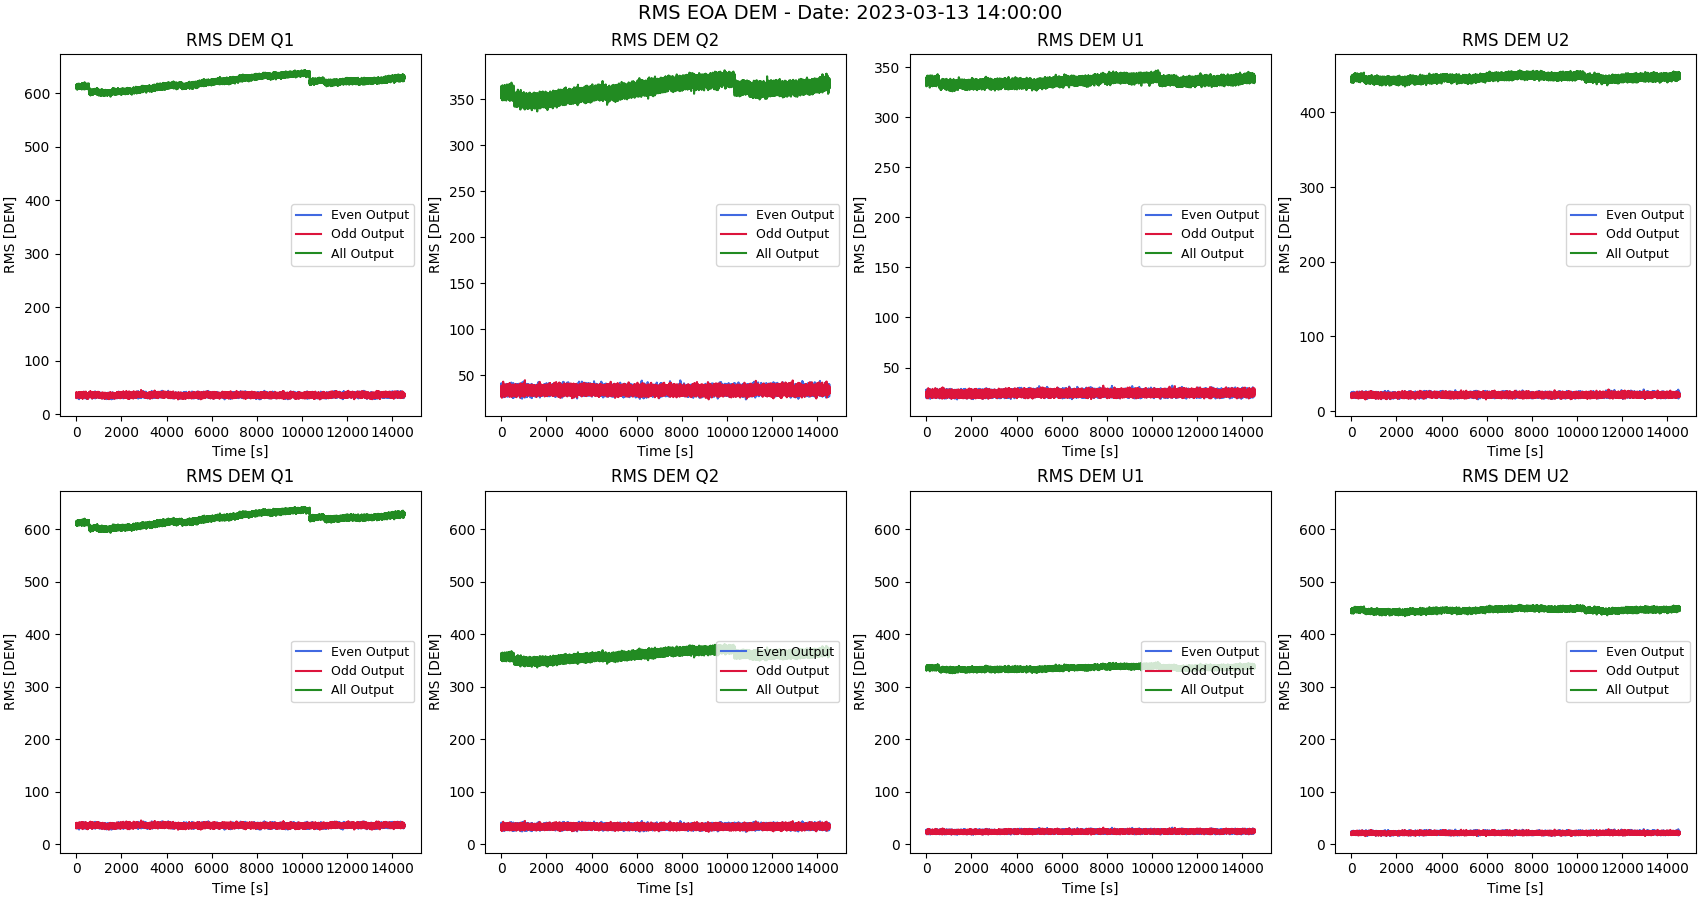 RMS EOA DEM - Date: 2023-03-13 14:00:00
RMS DEM Q1
RMS [DEM]
600
500
400
300
200
100
0
Even Output
Odd Output
All Output
0 2000 4000 6000 8000 10000 12000 14000
Time [s]
RMS DEM Q2
RMS [DEM]
350
300
250
200
150
100
50
Even Output
Odd Output
All Output
0 2000 4000 6000 8000 10000 12000 14000
Time [s]
RMS DEM U1
RMS [DEM]
350
300
250
200
150
100
50
Even Output
Odd Output
All Output
0 2000 4000 6000 8000 10000 12000 14000
Time [s]
RMS DEM U2
RMS [DEM]
400
300
200
100
0
Even Output
Odd Output
All Output
0 2000 4000 6000 8000 10000 12000 14000
Time [s]
RMS DEM Q1
RMS [DEM]
600
500
400
300
200
100
0
Even Output
Odd Output
All Output
0 2000 4000 6000 8000 10000 12000 14000
Time [s]
RMS DEM Q2
RMS [DEM]
600
500
400
300
200
100
0
Even Output
Odd Output
All Output
0 2000 4000 6000 8000 10000 12000 14000
Time [s]
RMS DEM U1
RMS [DEM]
600
500
400
300
200
100
0
Even Output
Odd Output
All Output
0 2000 4000 6000 8000 10000 12000 14000
Time [s]
RMS DEM U2
RMS [DEM]
600
500
400
300
200
100
0
Even Output
Odd Output
All Output
0 2000 4000 6000 8000 10000 12000 14000
Time [s]